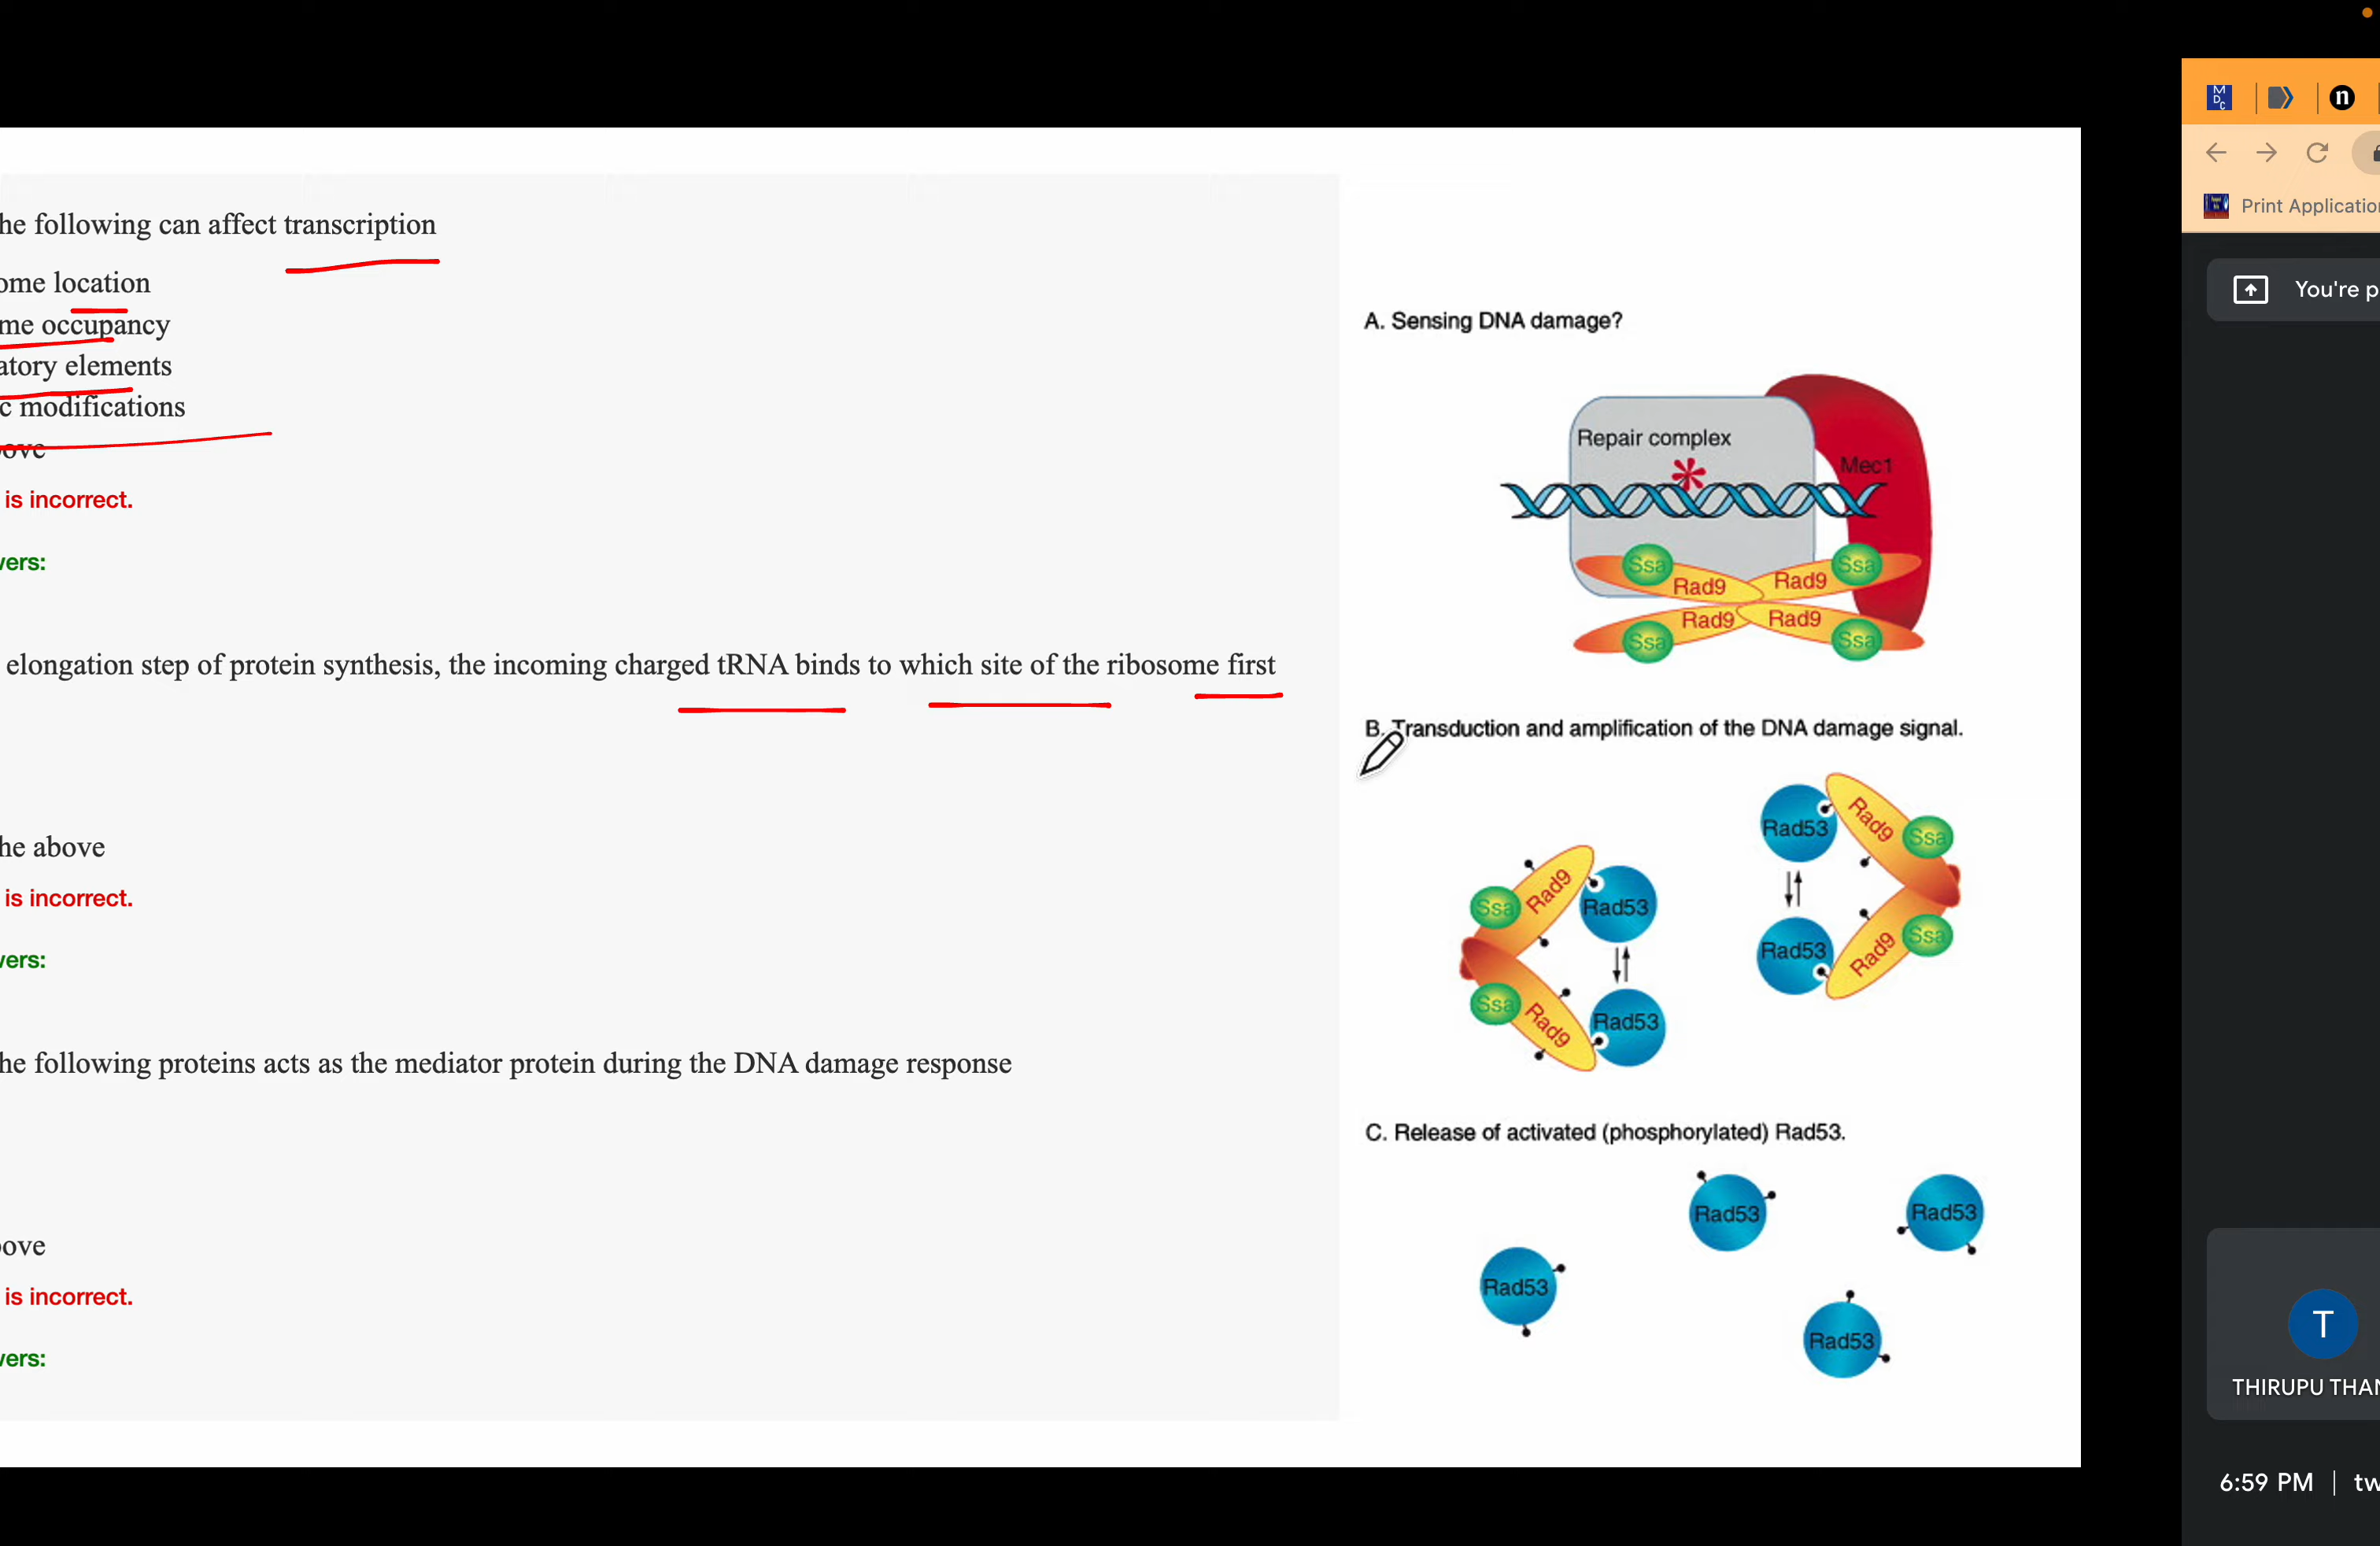 he following can affect transcription
ome location
me occupancy
atory elements
c modifications
ove
is incorrect.
vers:
elongation step of protein synthesis, the incoming charged tRNA binds to which site of the ribosome first
he above
is incorrect.
vers:
he following proteins acts as the mediator protein during the DNA damage response
ove
is incorrect.
vers:
A. Sensing DNA damage?
Repair complex
Mec1
Ssa
Ssa
Rad9
Rad9
Rad9
Rad9
Ssa
Ssa
B. Transduction and amplification of the DNA damage signal.
Rad53
Rad9
Ssa
Ssa
Rad9
Rad53
Rad53
Rad9
Ssa
Ssa
Rad9
Rad53
C. Release of activated (phosphorylated) Rad53.
Rad53
Rad53
Rad53
Rad53
M
D
C
n
Print Applicatio
You're p
T
THIRUPU THAN
6:59 PM | tw